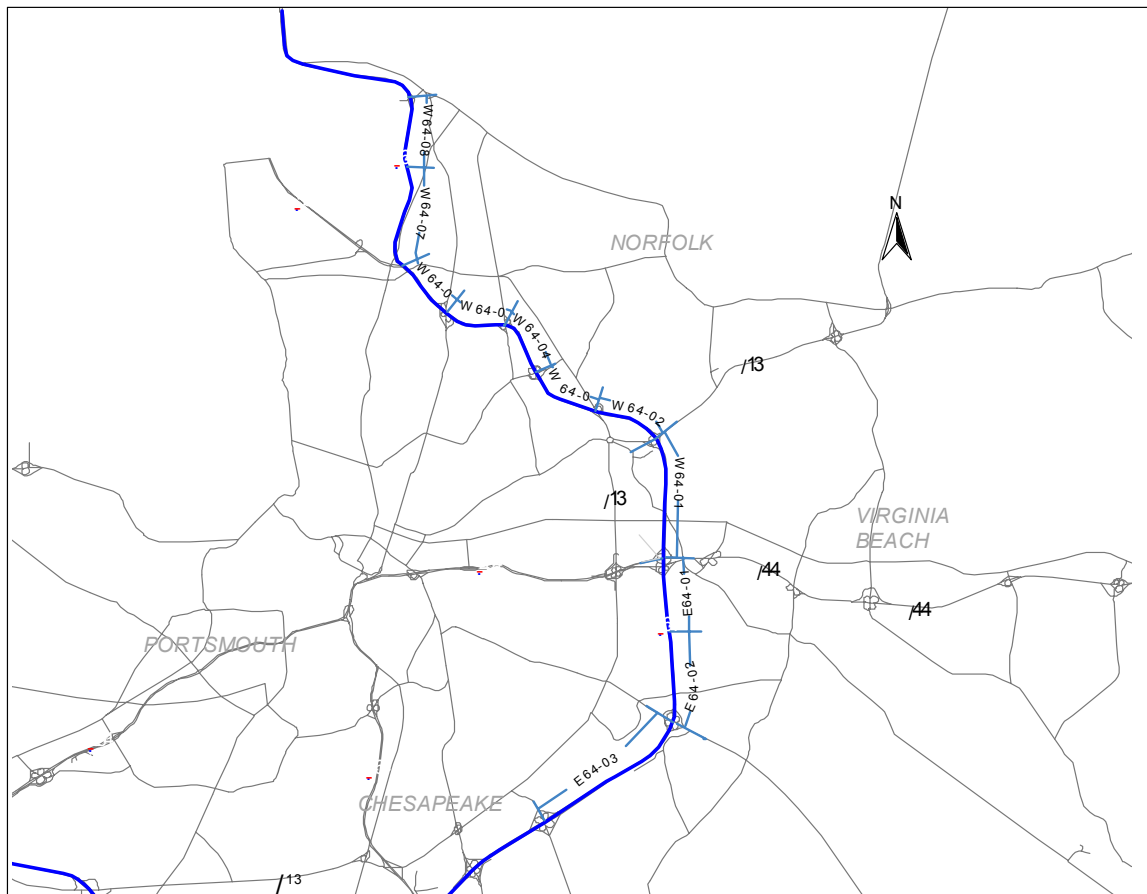 W 64-08
W 64-07
N
NORFOLK
W 64-0
W 64-0
W 64-04
/13
W 64-0
W 64-02
W 64-01
/13
VIRGINIA
BEACH
/44
E64-01
/44
PORTSMOUTH
E 64-02
E 64-03
CHESAPEAKE
/13